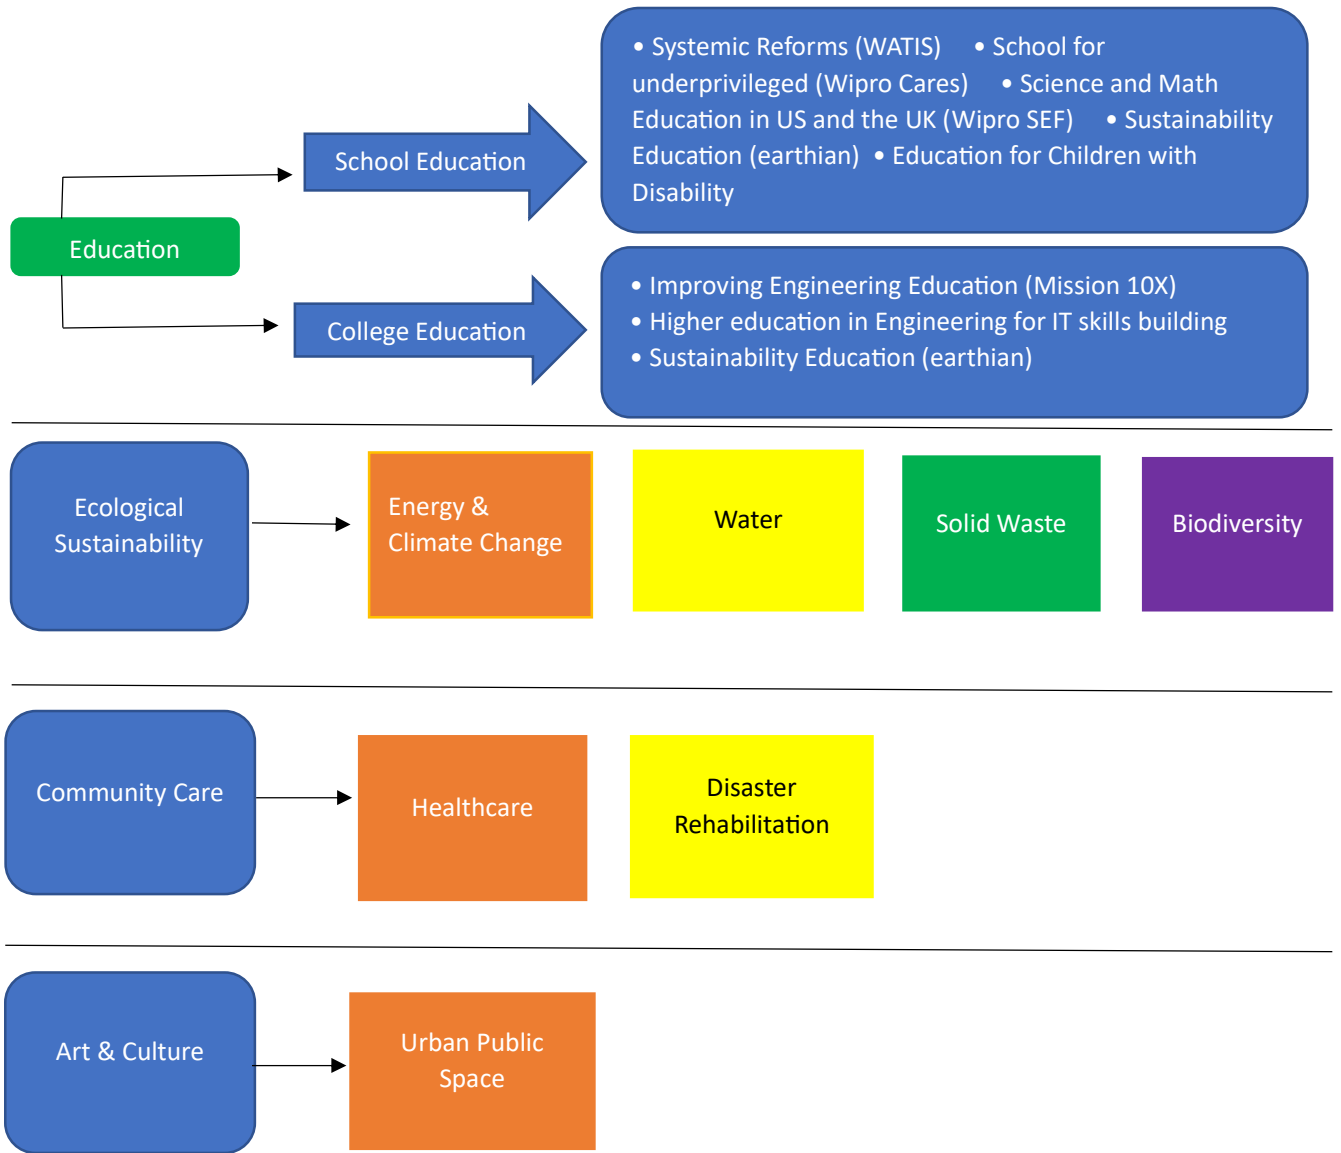 • Systemic Reforms (WATIS) • School for
underprivileged (Wipro Cares) • Science and Math
Education in US and the UK (Wipro SEF) • Sustainability
Education (earthian) • Education for Children with
Disability
School Education
Education
College Education
• Improving Engineering Education (Mission 10X)
• Higher education in Engineering for IT skills building
• Sustainability Education (earthian)
Ecological
Sustainability
Energy &
Climate Change
Water
Solid Waste
Biodiversity
Community Care
Healthcare
Disaster
Rehabilitation
Art & Culture
Urban Public
Space